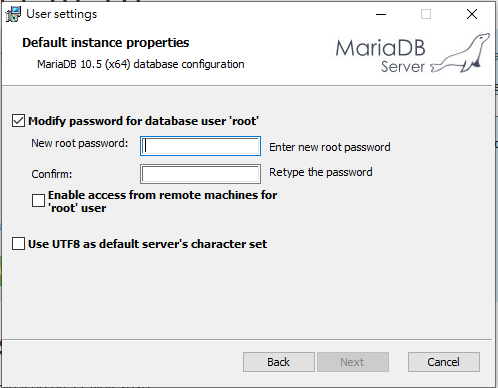 User settings
Default instance properties
MariaDB 10.5 (x64) database configuration
MariaDB
Server
Modify password for database user 'root'
New root password:
Enter new root password
Confirm:
Retype the password
Enable access from remote machines for
'root' user
Use UTF8 as default server's character set
Back
Next
Cancel